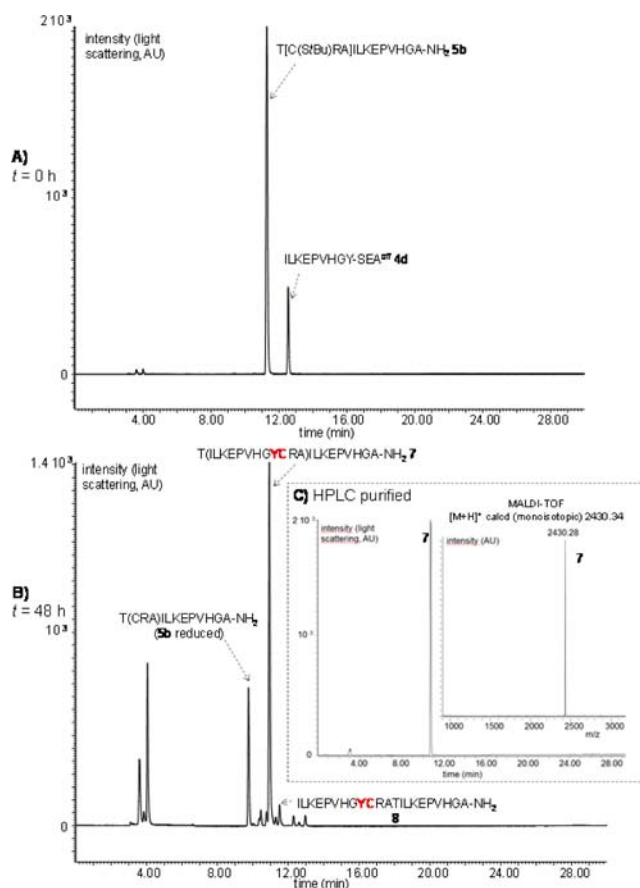 2 10³
intensity (light
scattering, AU)
T[C(StBu)RA]ILKEPVHGA-NH₂ 5b
A)
t = 0 h
10³
ILKEPVHGY-SEAᵒᶠᶠ 4d
0
4.00 8.00 12.00 16.00 20.00 24.00 28.00
time (min)
T(ILKEPVHGYCRA)ILKEPVHGA-NH₂ 7
1.4 10³
intensity (light
scattering, AU)
C) HPLC purified
MALDI-TOF
[M+H]⁺ calcd (monoisotopic) 2430.34
2430.28
2 10³
intensity (light
scattering, AU)
7
intensity (AU)
7
B)
t = 48 h
10³
T(CRA)ILKEPVHGA-NH₂
(5b reduced)
10³
1000 1500 2000 2500 3000
m/z
0
4.00 8.00 12.00 16.00 20.00 24.00 28.00
time (min)
ILKEPVHGYCRATILKEPVHGA-NH₂
8
0
4.00 8.00 12.00 16.00 20.00 24.00 28.00
time (min)